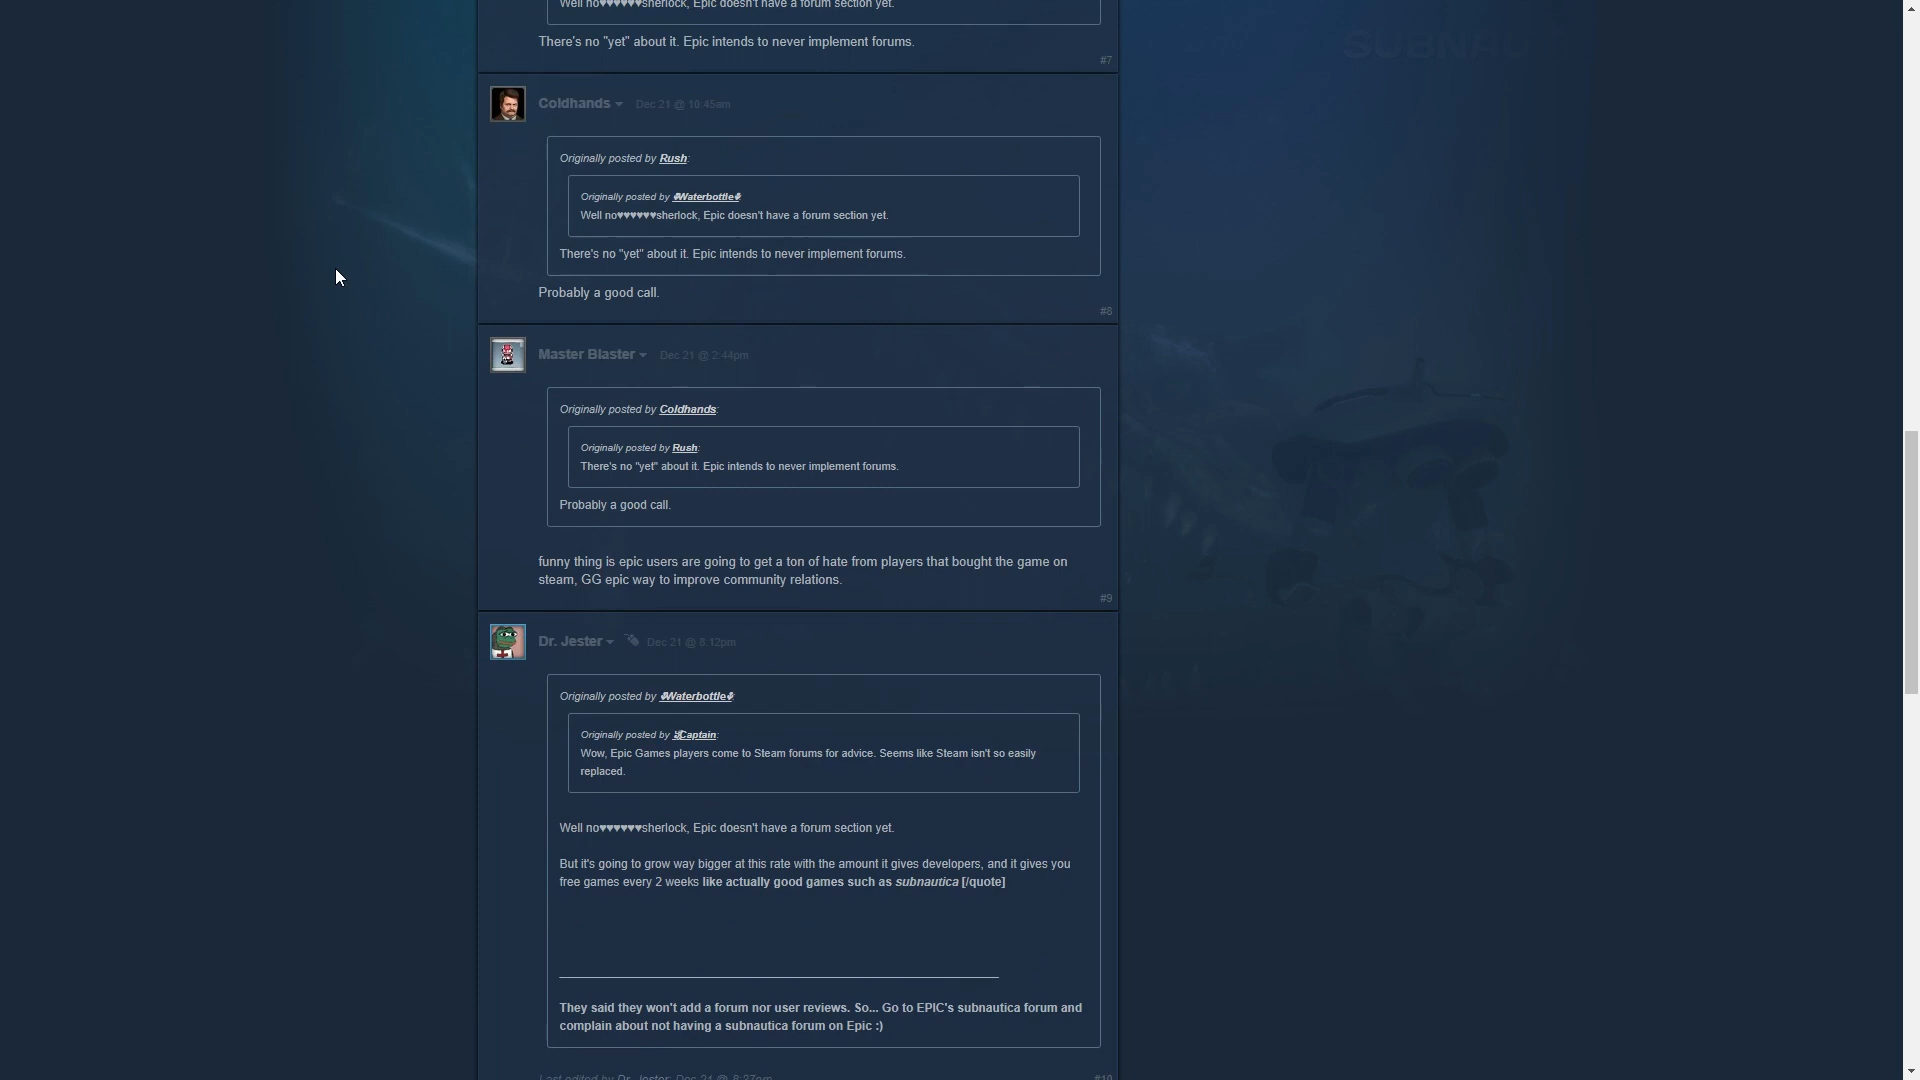 Well no♥♥♥♥♥♥sherlock, Epic doesn't have a forum section yet.
There's no "yet" about it. Epic intends to never implement forums.
#7
SUBNAU
Coldhands Dec 21 @ 10:45am
Originally posted by Rush:
Originally posted by Waterbottle
Well no♥♥♥♥♥♥sherlock, Epic doesn't have a forum section yet.
There's no "yet" about it. Epic intends to never implement forums.
Probably a good call.
#8
Master Blaster Dec 21 @ 2:44pm
Originally posted by Coldhands:
Originally posted by Rush:
There's no "yet" about it. Epic intends to never implement forums.
Probably a good call.
funny thing is epic users are going to get a ton of hate from players that bought the game on
steam, GG epic way to improve community relations.
#9
Dr. Jester Dec 21 @ 8:12pm
Originally posted by Waterbottle
Originally posted by Captain:
Wow, Epic Games players come to Steam forums for advice. Seems like Steam isn't so easily
replaced.
Well no♥♥♥♥♥♥sherlock, Epic doesn't have a forum section yet.
But it's going to grow way bigger at this rate with the amount it gives developers, and it gives you
free games every 2 weeks like actually good games such as subnautica [/quote]
They said they won't add a forum nor user reviews. So... Go to EPIC's subnautica forum and
complain about not having a subnautica forum on Epic :)
Last edited by Dr. Jester; Dec 21 @ 8:27pm
#10